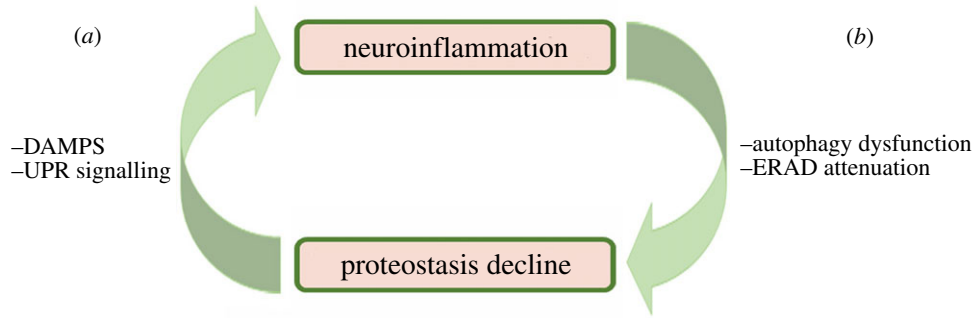 (a)
neuroinflammation
(b)
–DAMPS
–UPR signalling
–autophagy dysfunction
–ERAD attenuation
proteostasis decline